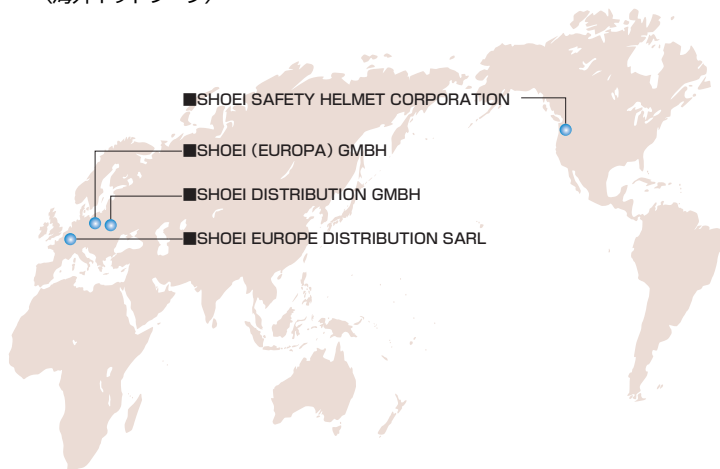 ■SHOEI SAFETY HELMET CORPORATION
■SHOEI (EUROPA) GMBH
■SHOEI DISTRIBUTION GMBH
■SHOEI EUROPE DISTRIBUTION SARL